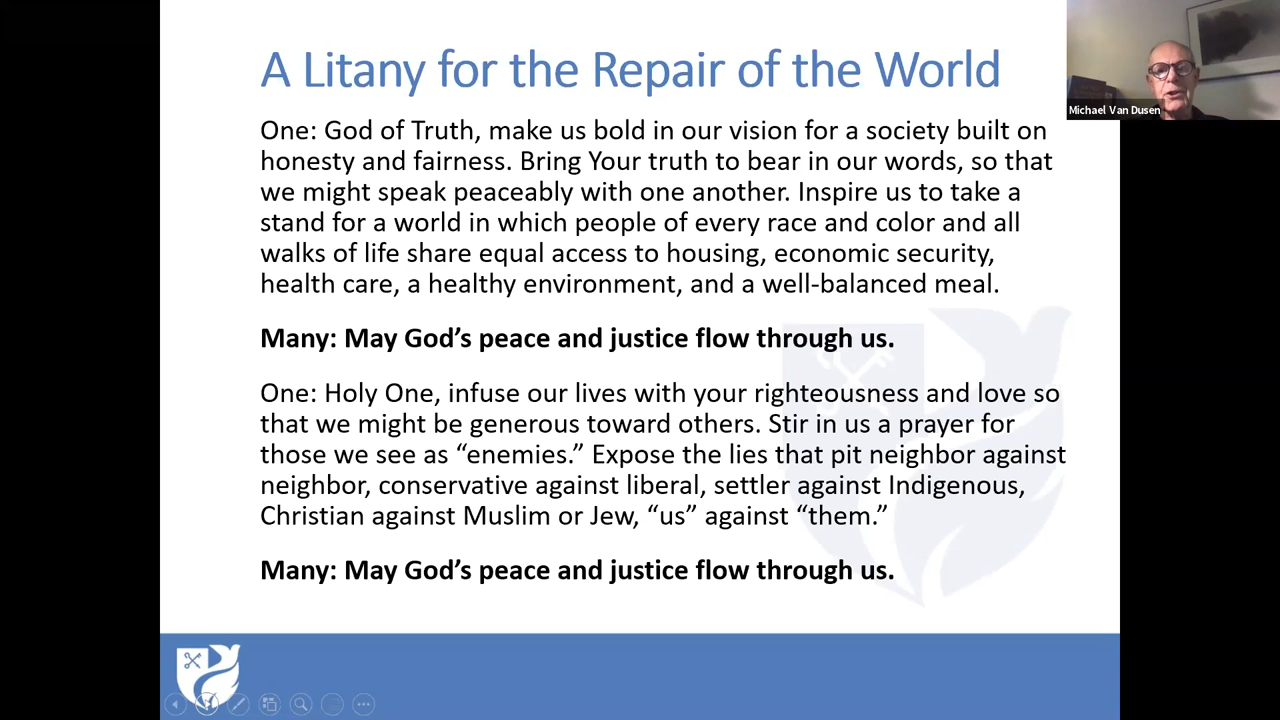 A Litany for the Repair of the World
Michael Van Dusen
One: God of Truth, make us bold in our vision for a society built on
honesty and fairness. Bring Your truth to bear in our words, so that
we might speak peaceably with one another. Inspire us to take a
stand for a world in which people of every race and color and all
walks of life share equal access to housing, economic security,
health care, a healthy environment, and a well-balanced meal.
Many: May God’s peace and justice flow through us.
One: Holy One, infuse our lives with your righteousness and love so
that we might be generous toward others. Stir in us a prayer for
those we see as “enemies.” Expose the lies that pit neighbor against
neighbor, conservative against liberal, settler against Indigenous,
Christian against Muslim or Jew, “us” against “them.”
Many: May God’s peace and justice flow through us.